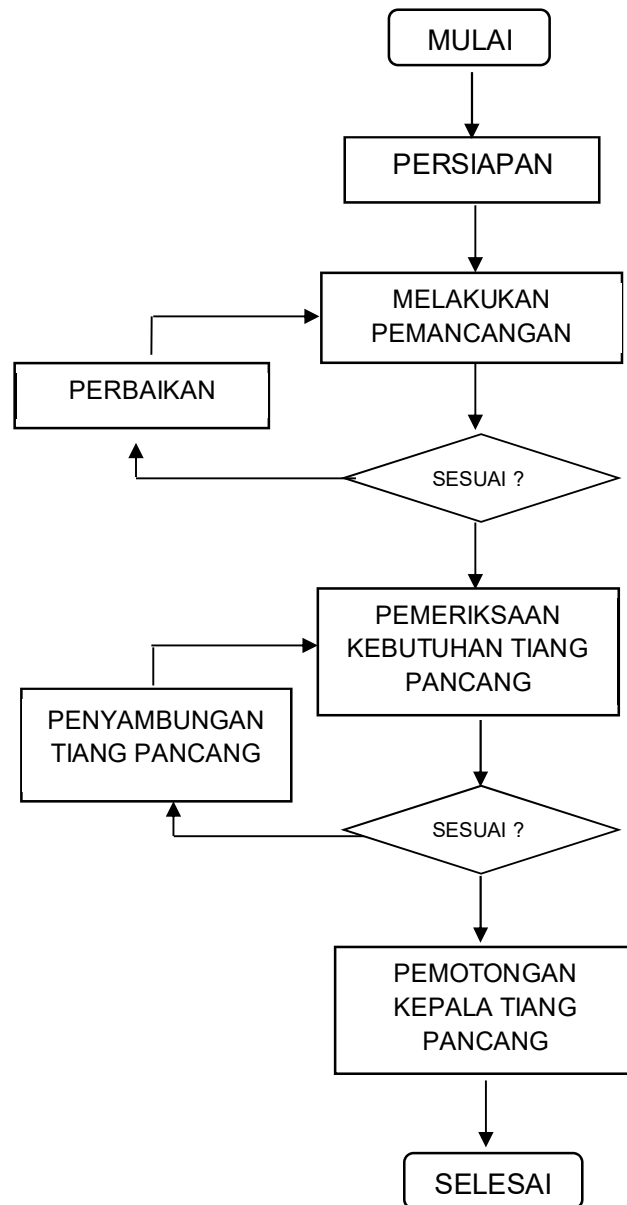 MULAI
PERSIAPAN
MELAKUKAN
PEMANCANGAN
PERBAIKAN
SESUAI ?
PEMERIKSAAN
KEBUTUHAN TIANG
PANCANG
PENYAMBUNGAN
TIANG PANCANG
SESUAI ?
PEMOTONGAN
KEPALA TIANG
PANCANG
SELESAI